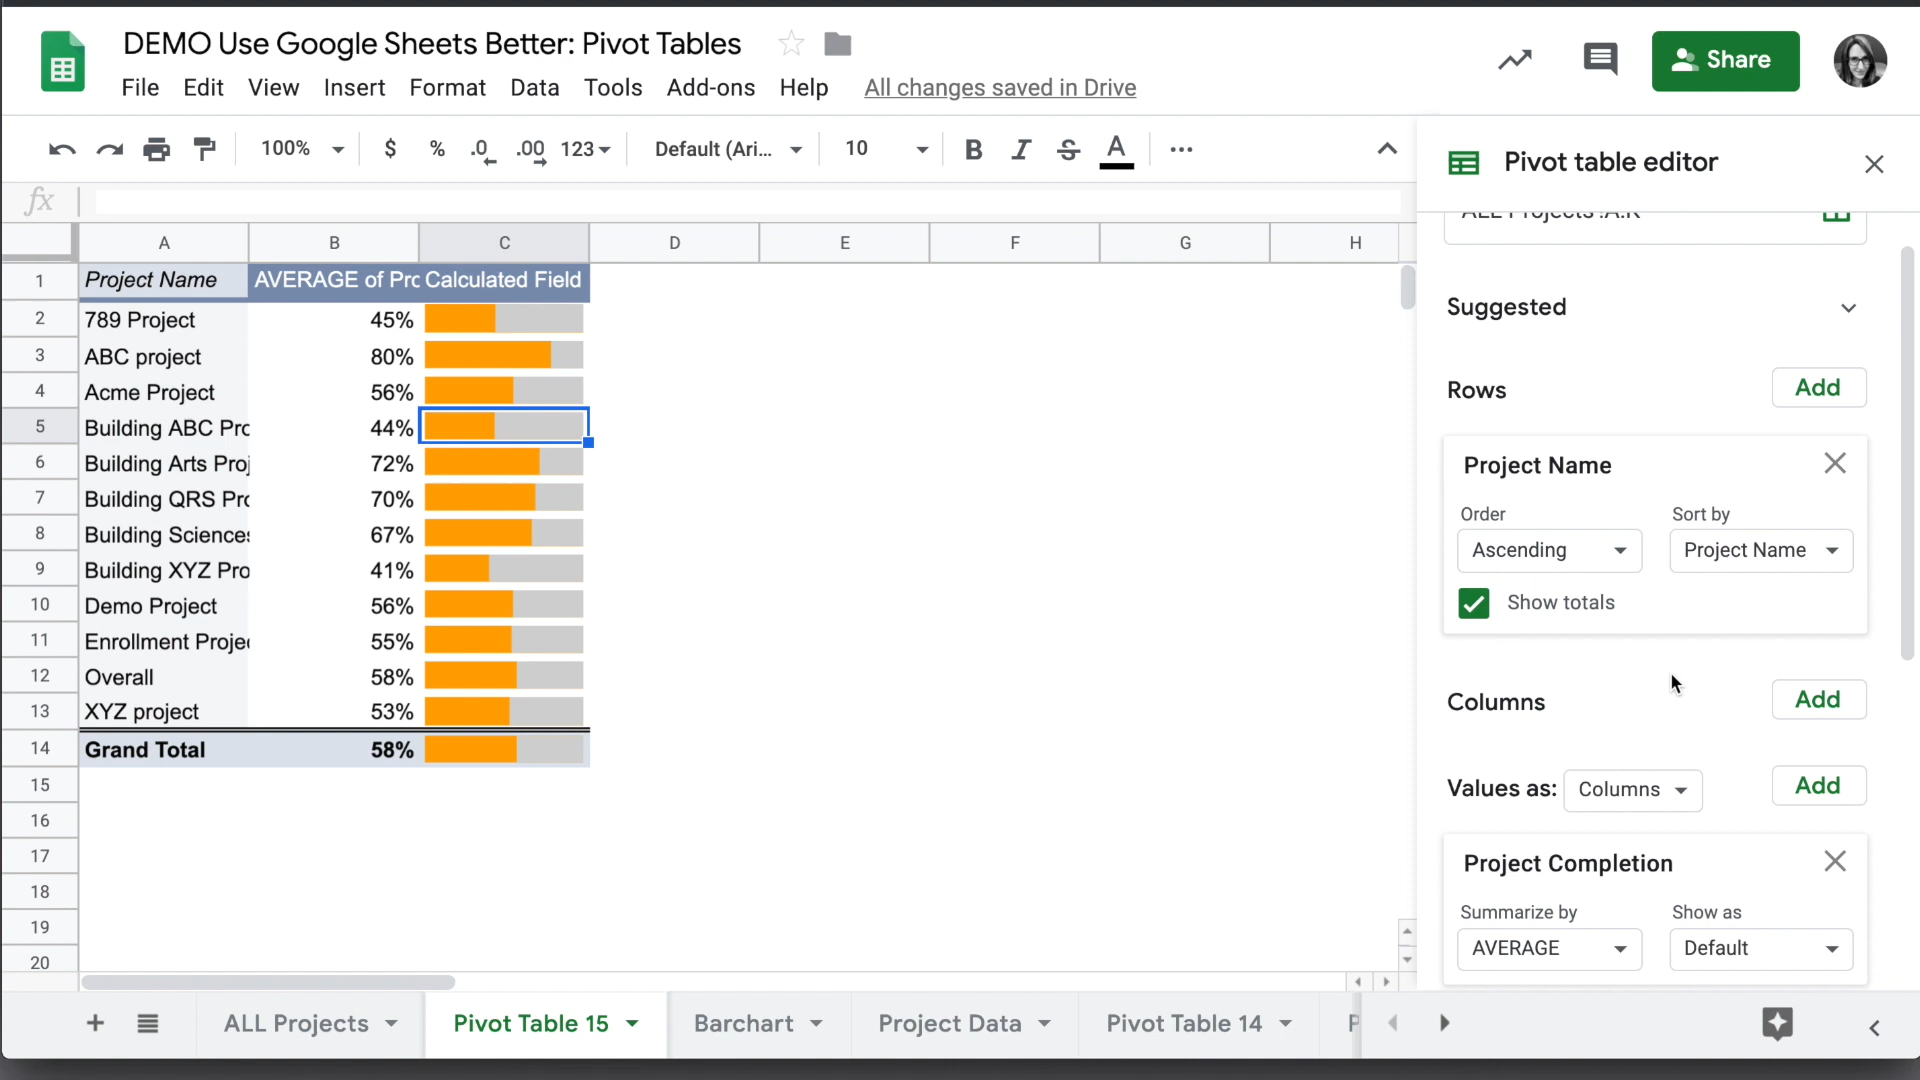 DEMO Use Google Sheets Better: Pivot Tables
File Edit View Insert Format Data Tools Add-ons Help All changes saved in Drive
Share
100% $ % .0 .00 123 Default (Ari... 10 B I S A
fx
Pivot table editor
A B C D E F G H
1 Project Name AVERAGE of Prc Calculated Field
2 789 Project 45%
3 ABC project 80%
4 Acme Project 56%
5 Building ABC Pro 44%
6 Building Arts Proj 72%
7 Building QRS Pro 70%
8 Building Sciences 67%
9 Building XYZ Pro 41%
10 Demo Project 56%
11 Enrollment Projec 55%
12 Overall 58%
13 XYZ project 53%
14 Grand Total 58%
15
16
17
18
19
20
Suggested
Rows Add
Project Name
Order Sort by
Ascending Project Name
Show totals
Columns Add
Values as: Columns Add
Project Completion
Summarize by Show as
AVERAGE Default
ALL Projects Pivot Table 15 Barchart Project Data Pivot Table 14 P